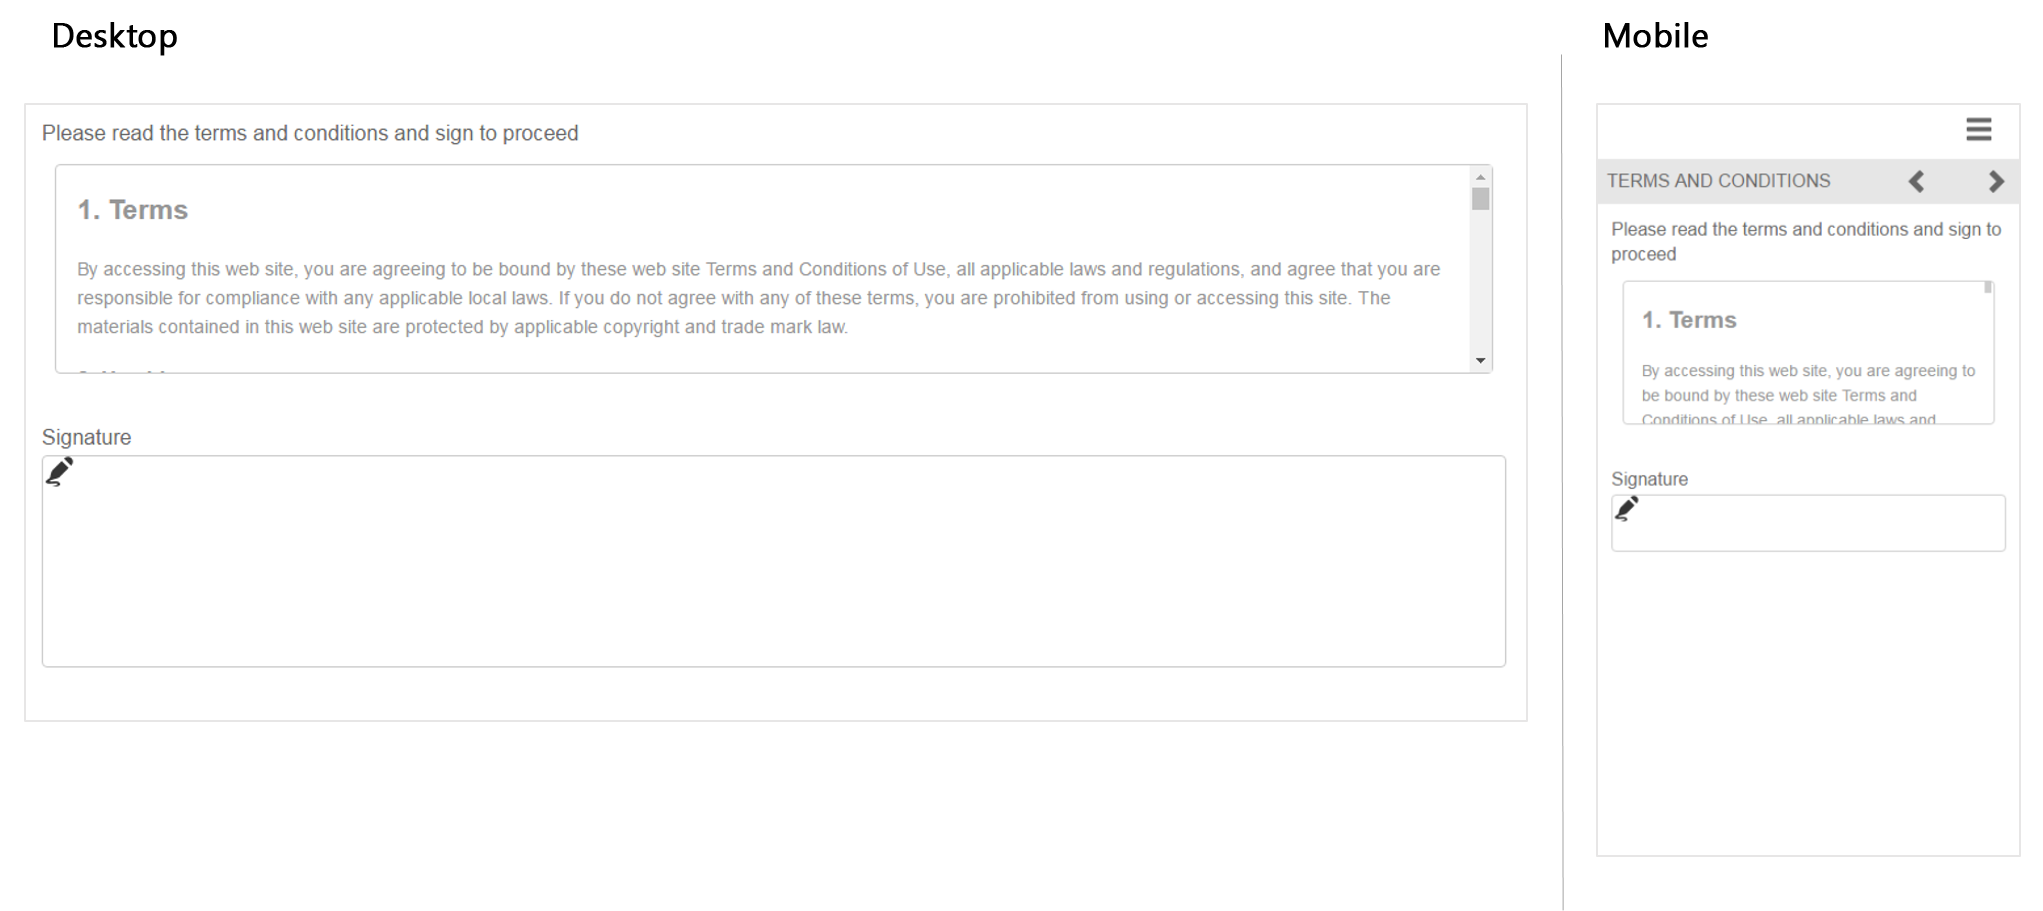 Desktop
Please read the terms and conditions and sign to proceed
1. Terms
By accessing this web site, you are agreeing to be bound by these web site Terms and Conditions of Use, all applicable laws and regulations, and agree that you are
responsible for compliance with any applicable local laws. If you do not agree with any of these terms, you are prohibited from using or accessing this site. The
materials contained in this web site are protected by applicable copyright and trade mark law.
Signature
Mobile
TERMS AND CONDITIONS
Please read the terms and conditions and sign to
proceed
1. Terms
By accessing this web site, you are agreeing to
be bound by these web site Terms and
Conditions of Use, all applicable laws and
Signature